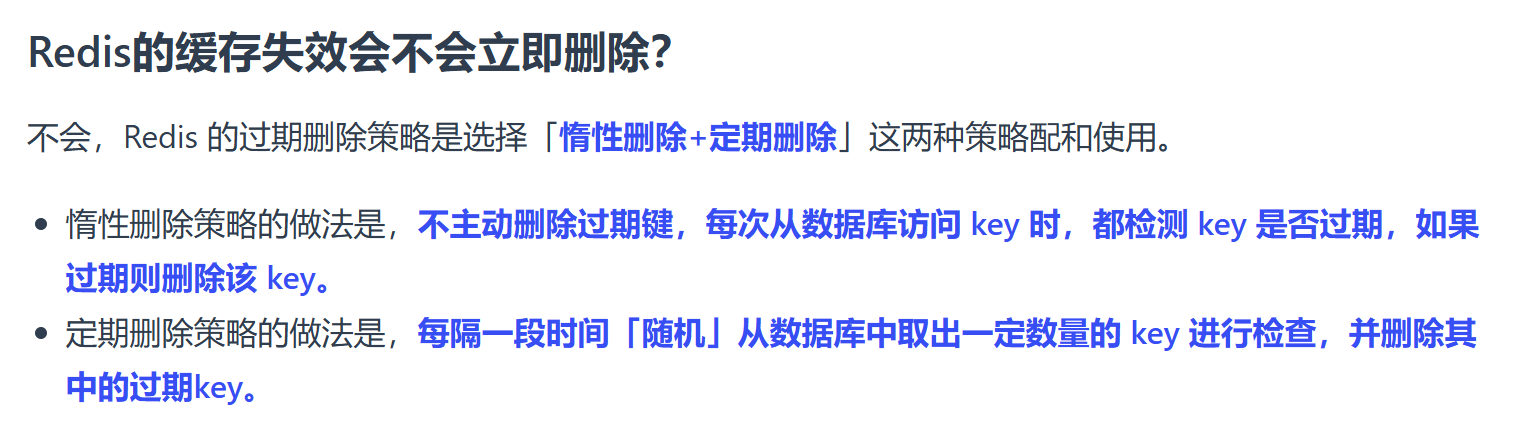 Redis的缓存失效会不会立即删除？
不会，Redis 的过期删除策略是选择「惰性删除+定期删除」这两种策略配和使用。
惰性删除策略的做法是，不主动删除过期键，每次从数据库访问 key 时，都检测 key 是否过期，如果
过期则删除该 key。
定期删除策略的做法是，每隔一段时间「随机」从数据库中取出一定数量的 key 进行检查，并删除其
中的过期key。